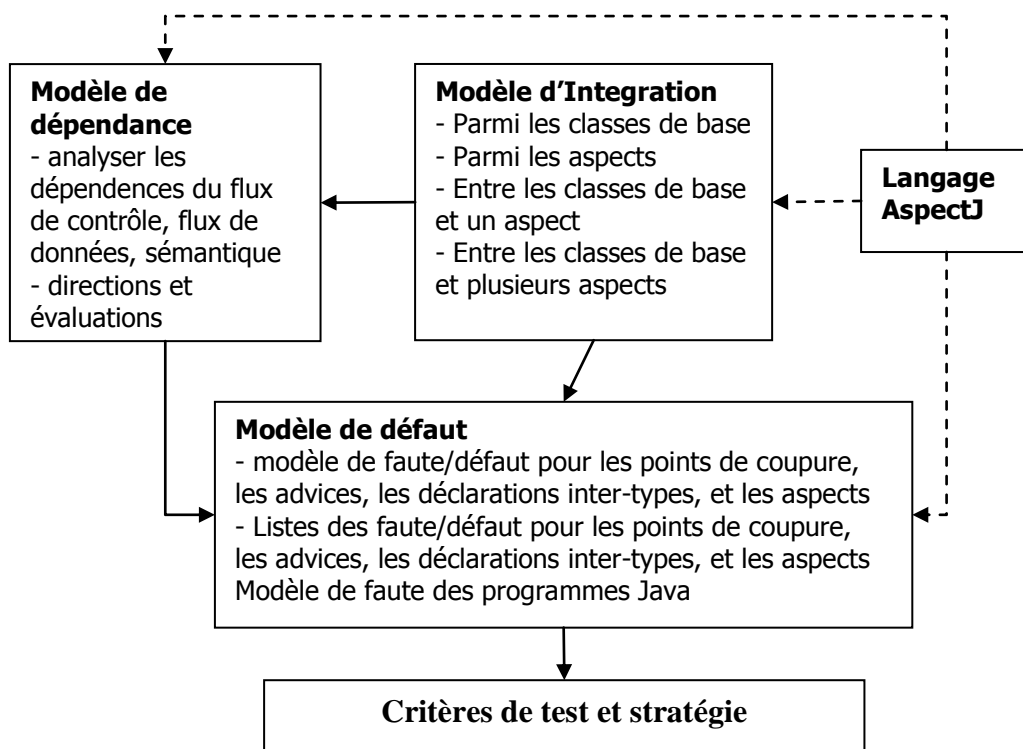 Modèle de
dépendance
- analyser les
dépendences du flux
de contrôle, flux de
données, sémantique
- directions et
évaluations
Modèle d'Integration
- Parmi les classes de base
- Parmi les aspects
- Entre les classes de base
et un aspect
- Entre les classes de base
et plusieurs aspects
Langage
AspectJ
Modèle de défaut
- modèle de faute/défaut pour les points de coupure,
les advices, les déclarations inter-types, et les aspects
- Listes des faute/défaut pour les points de coupure,
les advices, les déclarations inter-types, et les aspects
Modèle de faute des programmes Java
Critères de test et stratégie